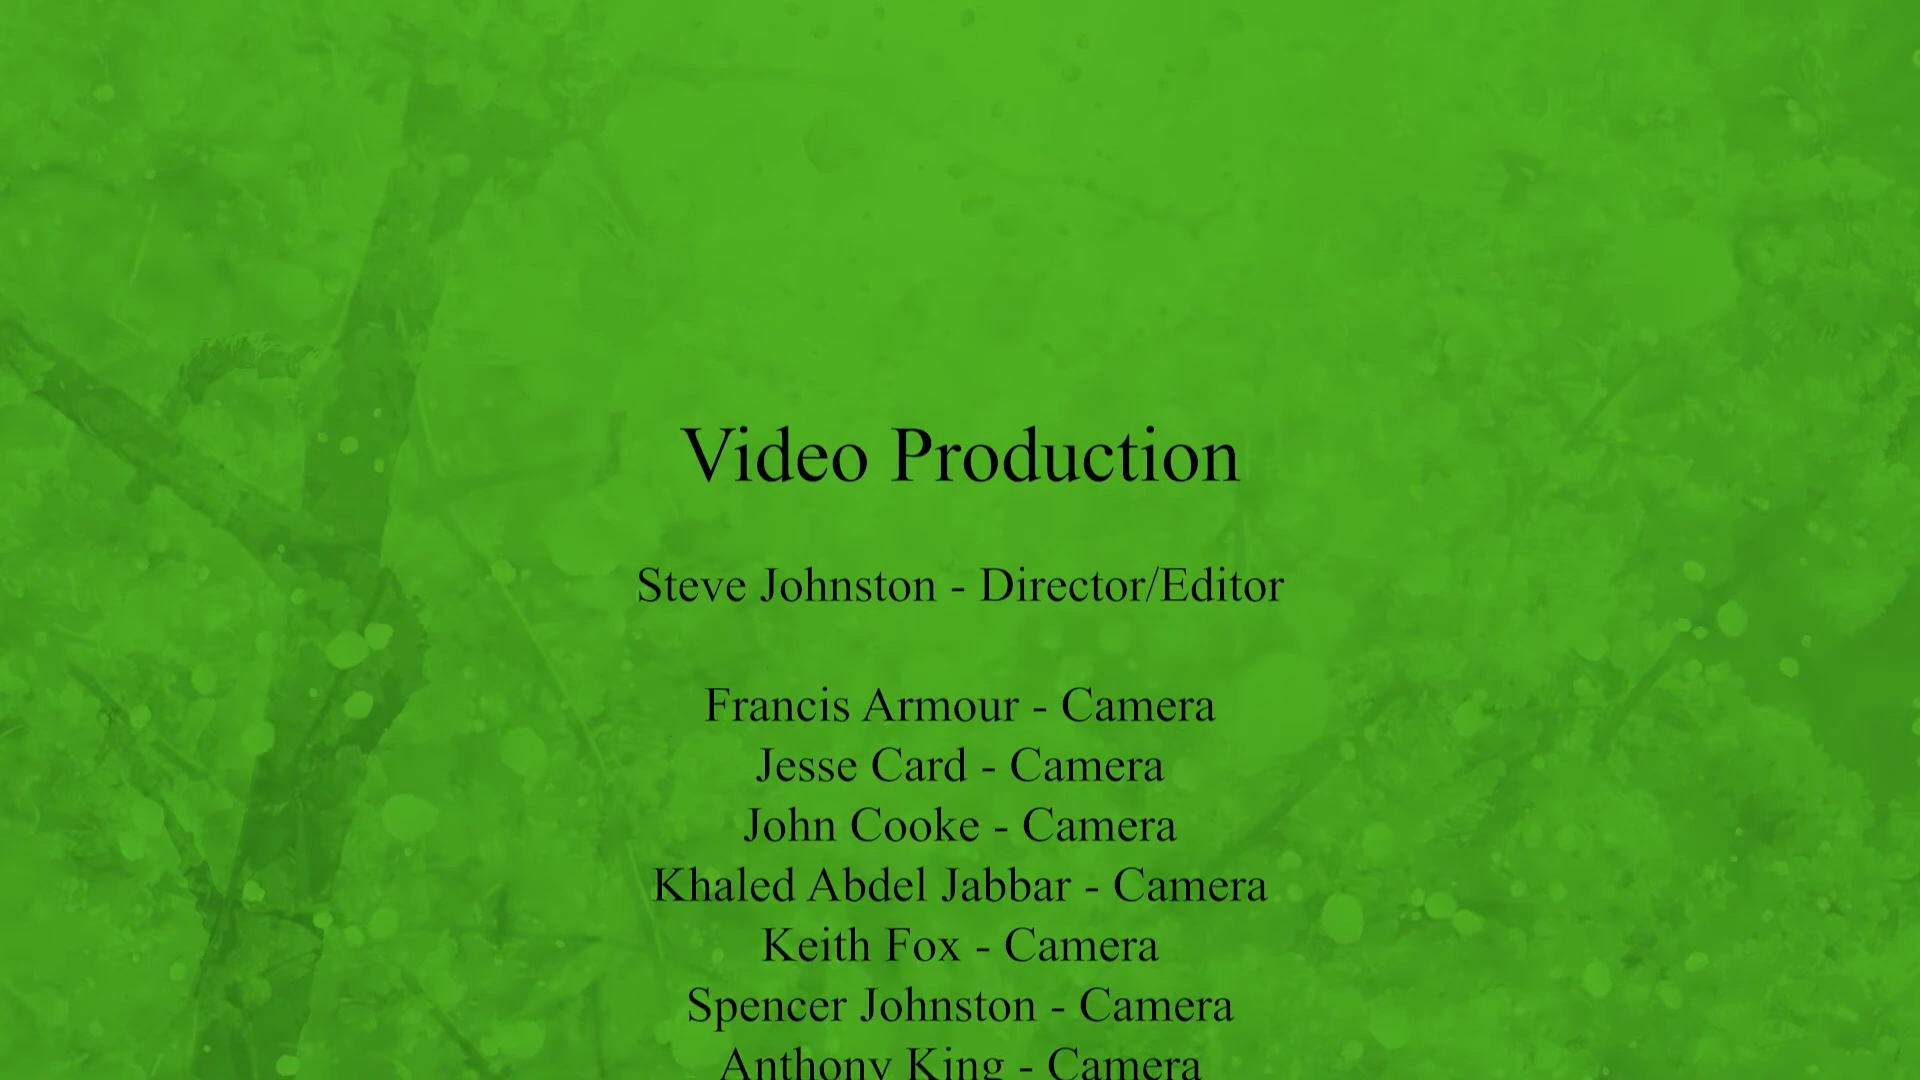 Video Production
Steve Johnston - Director/Editor
Francis Armour - Camera
Jesse Card - Camera
John Cooke - Camera
Khaled Abdel Jabbar - Camera
Keith Fox - Camera
Spencer Johnston - Camera
Anthony King - Camera